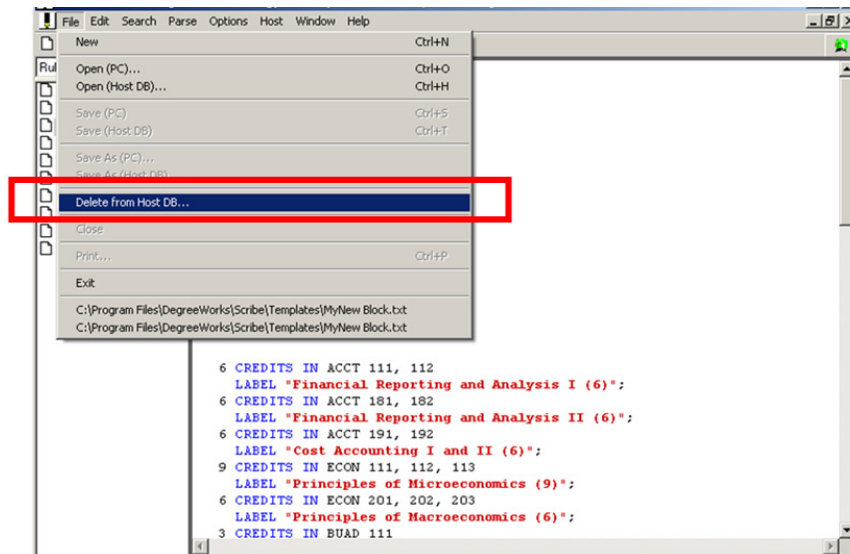 File Edit Search Parse Options Host Window Help
New Ctrl+N
Open (PC)... Ctrl+O
Open (Host DB)... Ctrl+H
Save (PC) Ctrl+S
Save (Host DB) Ctrl+T
Save As (PC)...
Save As (Host DB)
Delete from Host DB...
Close
Print... Ctrl+P
Exit
C:\Program Files\DegreeWorks\Scribe\Templates\MyNew Block.txt
C:\Program Files\DegreeWorks\Scribe\Templates\MyNew Block.txt
6 CREDITS IN ACCT 111, 112
LABEL "Financial Reporting and Analysis I (6)";
6 CREDITS IN ACCT 181, 182
LABEL "Financial Reporting and Analysis II (6)";
6 CREDITS IN ACCT 191, 192
LABEL "Cost Accounting I and II (6)";
9 CREDITS IN ECON 111, 112, 113
LABEL "Principles of Microeconomics (9)";
6 CREDITS IN ECON 201, 202, 203
LABEL "Principles of Macroeconomics (6)";
3 CREDITS IN BUAD 111